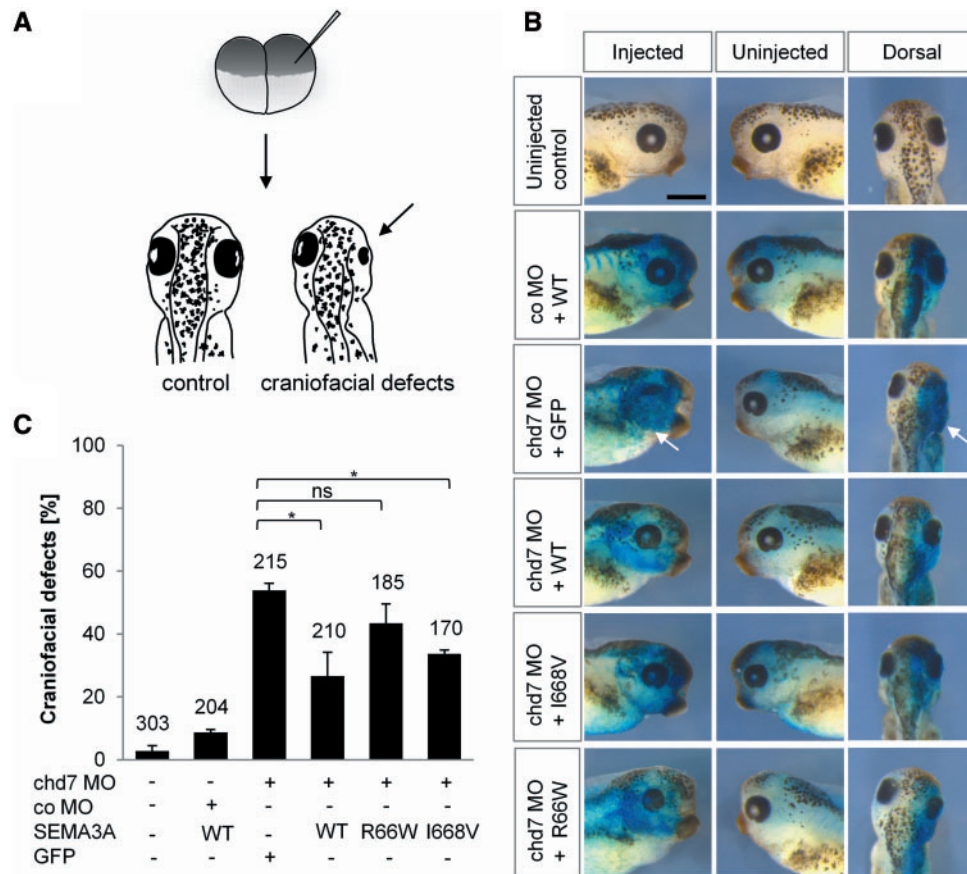 A
control craniofacial defects
B
Injected Uninjected Dorsal
Uninjected
control
co MO
+ WT
chd7 MO
+ GFP
chd7 MO
+ WT
chd7 MO
+ I668V
chd7 MO
+ R66W
C
Craniofacial defects [%]
100
80
60
40
20
0
*
ns
*
303 204 215 210 185 170
chd7 MO - - + + + +
co MO - + - - - -
SEMA3A - WT - WT R66W I668V
GFP - - + - - -